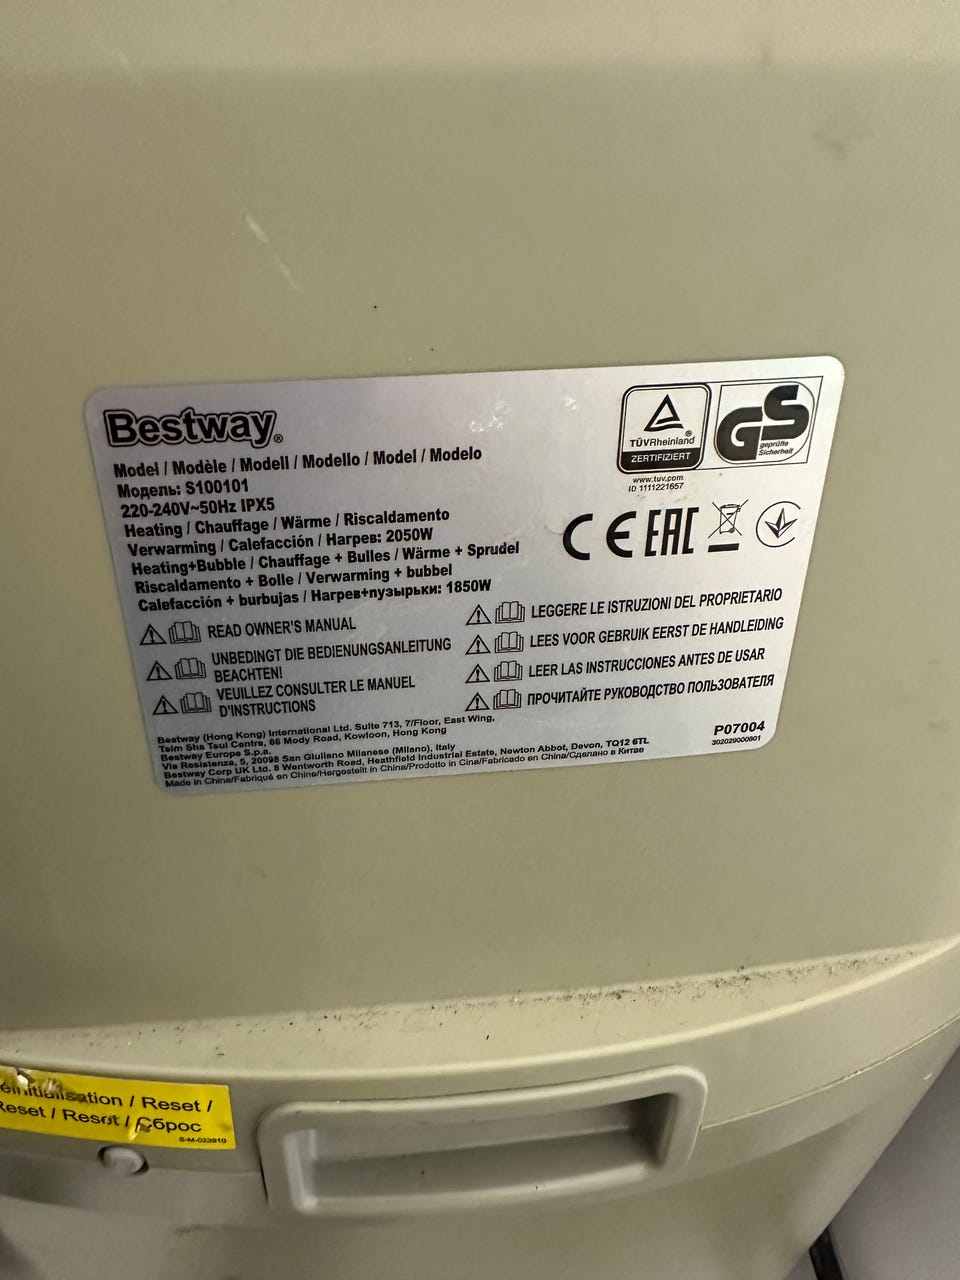 Bestway®
Model / Modèle / Modell / Modello / Model / Modelo
Модель: S100101
220-240V~50Hz IPX5
Heating / Chauffage / Wärme / Riscaldamento
Verwarming / Calefacción / Нагрев: 2050W
Heating+Bubble / Chauffage + Bulles / Wärme + Sprudel
Riscaldamento + Bolle / Verwarming + bubbel
Calefacción + burbujas / Нагрев+пузырьки: 1850W
TÜVRheinland®
ZERTIFIZIERT
www.tuv.com
ID 1111221657
GS
geprüfte
Sicherheit
CE EAC
READ OWNER'S MANUAL
UNBEDINGT DIE BEDIENUNGSANLEITUNG
BEACHTEN!
VEUILLEZ CONSULTER LE MANUEL
D'INSTRUCTIONS
LEGGERE LE ISTRUZIONI DEL PROPRIETARIO
LEES VOOR GEBRUIK EERST DE HANDLEIDING
LEER LAS INSTRUCCIONES ANTES DE USAR
ПРОЧИТАЙТЕ РУКОВОДСТВО ПОЛЬЗОВАТЕЛЯ
Bestway (Hong Kong) International Ltd. Suite 713, 7/Floor, East Wing,
Tsim Sha Tsui Centre, 66 Mody Road, Kowloon, Hong Kong
Bestway Europe S.p.a.
Via Resistenza, 5, 20098 San Giuliano Milanese (Milano), Italy
Bestway Corp UK Ltd. 8 Wentworth Road, Heathfield Industrial Estate, Newton Abbot, Devon, TQ12 6TL
Made in China/Fabriqué en Chine/Hergestellt in China/Prodotto in Cina/Fabricado en China/Сделано в Китае
P07004
302029000801
éinitialisation / Reset /
Reset / Reset / Сброс
S-M-023910